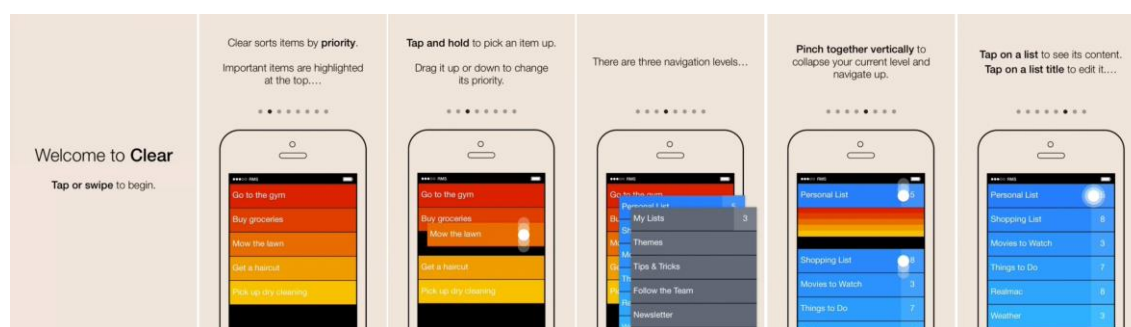 Welcome to Clear
Tap or swipe to begin.
Clear sorts items by priority.
Important items are highlighted
at the top....
Go to the gym
Buy groceries
Mow the lawn
Get a haircut
Pick up dry cleaning
Tap and hold to pick an item up.
Drag it up or down to change
its priority.
Go to the gym
Buy groceries
Mow the lawn
Get a haircut
Pick up dry cleaning
There are three navigation levels...
Go to the gym
Personal List 5
My Lists 3
Themes
Tips & Tricks
Follow the Team
Newsletter
Pinch together vertically to
collapse your current level and
navigate up.
Personal List 5
Shopping List 8
Movies to Watch 3
Things to Do 7
Tap on a list to see its content.
Tap on a list title to edit it....
Personal List
Shopping List 8
Movies to Watch 3
Things to Do 7
Realmac 8
Weather 3